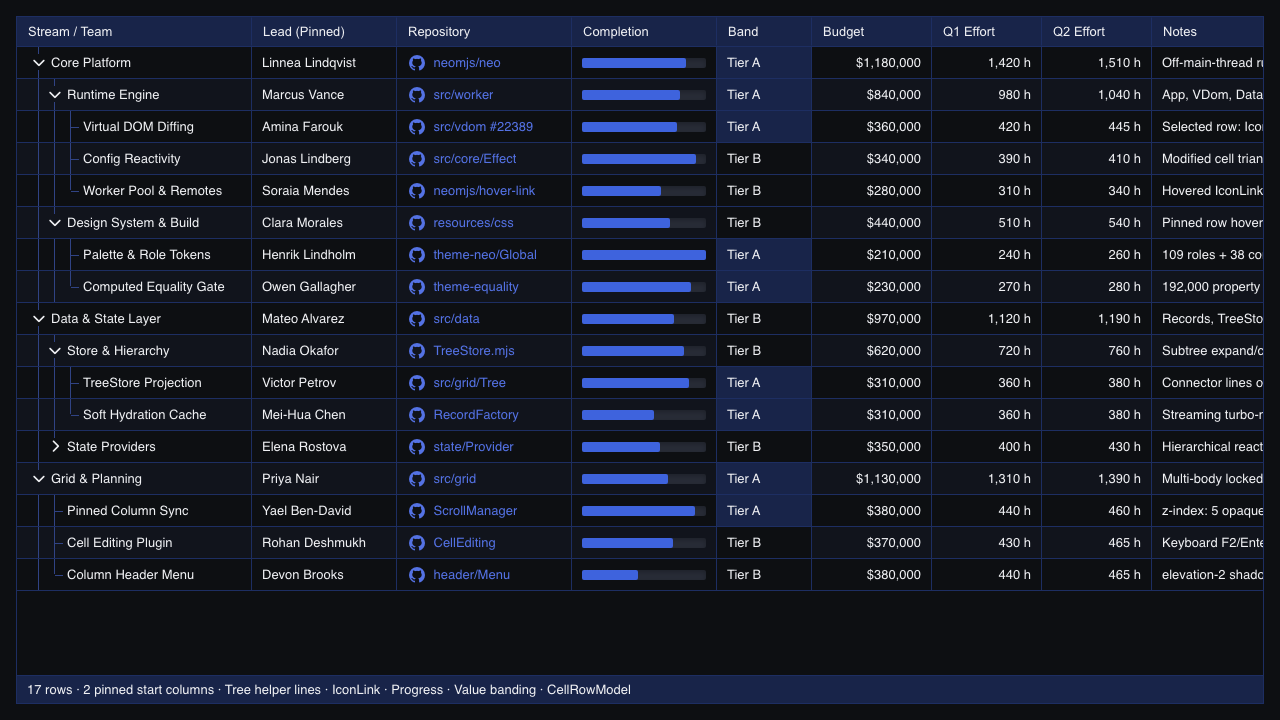 Stream / Team Lead (Pinned) Repository Completion Band Budget Q1 Effort Q2 Effort Notes
Core Platform Linnea Lindqvist neomjs/neo Tier A $1,180,000 1,420 h 1,510 h Off-main-thread
Runtime Engine Marcus Vance src/worker Tier A $840,000 980 h 1,040 h App, VDom, Data
Virtual DOM Diffing Amina Farouk src/vdom #22389 Tier A $360,000 420 h 445 h Selected row:
Config Reactivity Jonas Lindberg src/core/Effect Tier B $340,000 390 h 410 h Modified cell
Worker Pool & Remotes Soraia Mendes neomjs/hover-link Tier B $280,000 310 h 340 h Hovered IconLink
Design System & Build Clara Morales resources/css Tier B $440,000 510 h 540 h Pinned row hover
Palette & Role Tokens Henrik Lindholm theme-neo/Global Tier A $210,000 240 h 260 h 109 roles + 38
Computed Equality Gate Owen Gallagher theme-equality Tier A $230,000 270 h 280 h 192,000 property
Data & State Layer Mateo Alvarez src/data Tier B $970,000 1,120 h 1,190 h Records,
Store & Hierarchy Nadia Okafor TreeStore.mjs Tier B $620,000 720 h 760 h Subtree
TreeStore Projection Victor Petrov src/grid/Tree Tier A $310,000 360 h 380 h Connector lines
Soft Hydration Cache Mei-Hua Chen RecordFactory Tier A $310,000 360 h 380 h Streaming
State Providers Elena Rostova state/Provider Tier B $350,000 400 h 430 h Hierarchical
Grid & Planning Priya Nair src/grid Tier A $1,130,000 1,310 h 1,390 h Multi-body locked
Pinned Column Sync Yael Ben-David ScrollManager Tier A $380,000 440 h 460 h z-index: 5 opaque
Cell Editing Plugin Rohan Deshmukh CellEditing Tier B $370,000 430 h 465 h Keyboard
Column Header Menu Devon Brooks header/Menu Tier B $380,000 440 h 465 h elevation-2
17 rows · 2 pinned start columns · Tree helper lines · IconLink · Progress · Value banding · CellRowModel